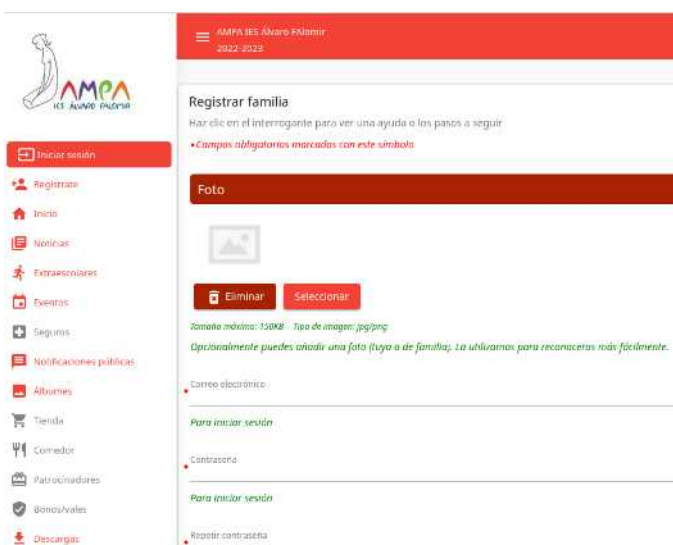 AMPA
IES ÁLVARO FALOMIR
Iniciar sesión
Regístrate
Inicio
Noticias
Extraescolares
Eventos
Seguros
Notificaciones públicas
Álbumes
Tienda
Comedor
Patrocinadores
Bonos/vales
Descargas
AMPA IES Álvaro FAlomir
2022-2023
Registrar familia
Haz clic en el interrogante para ver una ayuda o los pasos a seguir
•Campos obligatorios marcados con este símbolo
Foto
Eliminar Seleccionar
Tamaño máximo: 150KB Tipo de imagen: jpg/png
Opcionalmente puedes añadir una foto (tuya o de familia). La utilizamos para reconoceros más fácilmente.
Correo electrónico
Para iniciar sesión
Contraseña
Para iniciar sesión
Repetir contraseña